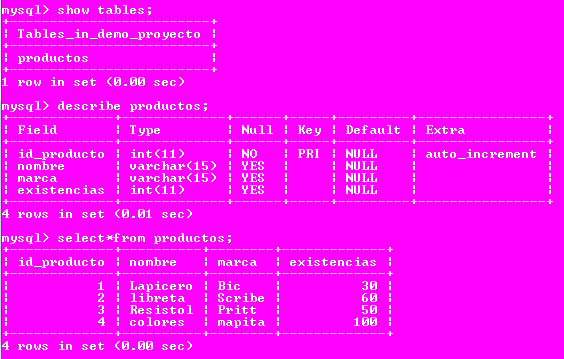 mysql> show tables;
+---------------------------+
¦ Tables_in_demo_proyecto ¦
+---------------------------+
¦ productos ¦
+---------------------------+
1 row in set (0.00 sec)
mysql> describe productos;
+-------------+-------------+------+-----+---------+----------------+
¦ Field ¦ Type ¦ Null ¦ Key ¦ Default ¦ Extra ¦
+-------------+-------------+------+-----+---------+----------------+
¦ id_producto ¦ int(11) ¦ NO ¦ PRI ¦ NULL ¦ auto_increment ¦
¦ nombre ¦ varchar(15) ¦ YES ¦ ¦ NULL ¦ ¦
¦ marca ¦ varchar(15) ¦ YES ¦ ¦ NULL ¦ ¦
¦ existencias ¦ int(11) ¦ YES ¦ ¦ NULL ¦ ¦
+-------------+-------------+------+-----+---------+----------------+
4 rows in set (0.01 sec)
mysql> select*from productos;
+-------------+----------+--------+-------------+
¦ id_producto ¦ nombre ¦ marca ¦ existencias ¦
+-------------+----------+--------+-------------+
¦ 1 ¦ Lapicero ¦ Bic ¦ 30 ¦
¦ 2 ¦ libreta ¦ Scribe ¦ 60 ¦
¦ 3 ¦ Resistol ¦ Pritt ¦ 50 ¦
¦ 4 ¦ colores ¦ mapita ¦ 100 ¦
+-------------+----------+--------+-------------+
4 rows in set (0.00 sec)